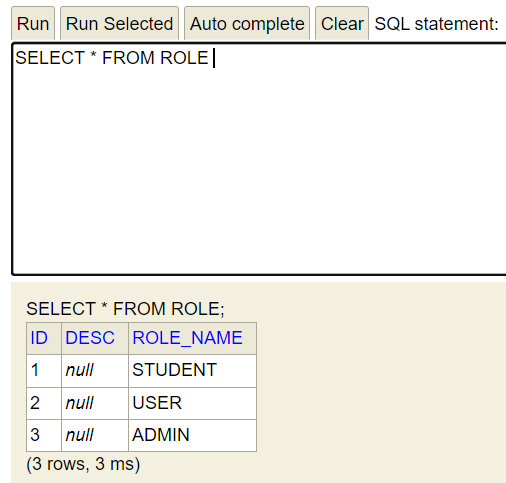 Run Run Selected Auto complete Clear SQL statement:
SELECT * FROM ROLE
SELECT * FROM ROLE;
ID DESC ROLE_NAME
1 null STUDENT
2 null USER
3 null ADMIN
(3 rows, 3 ms)